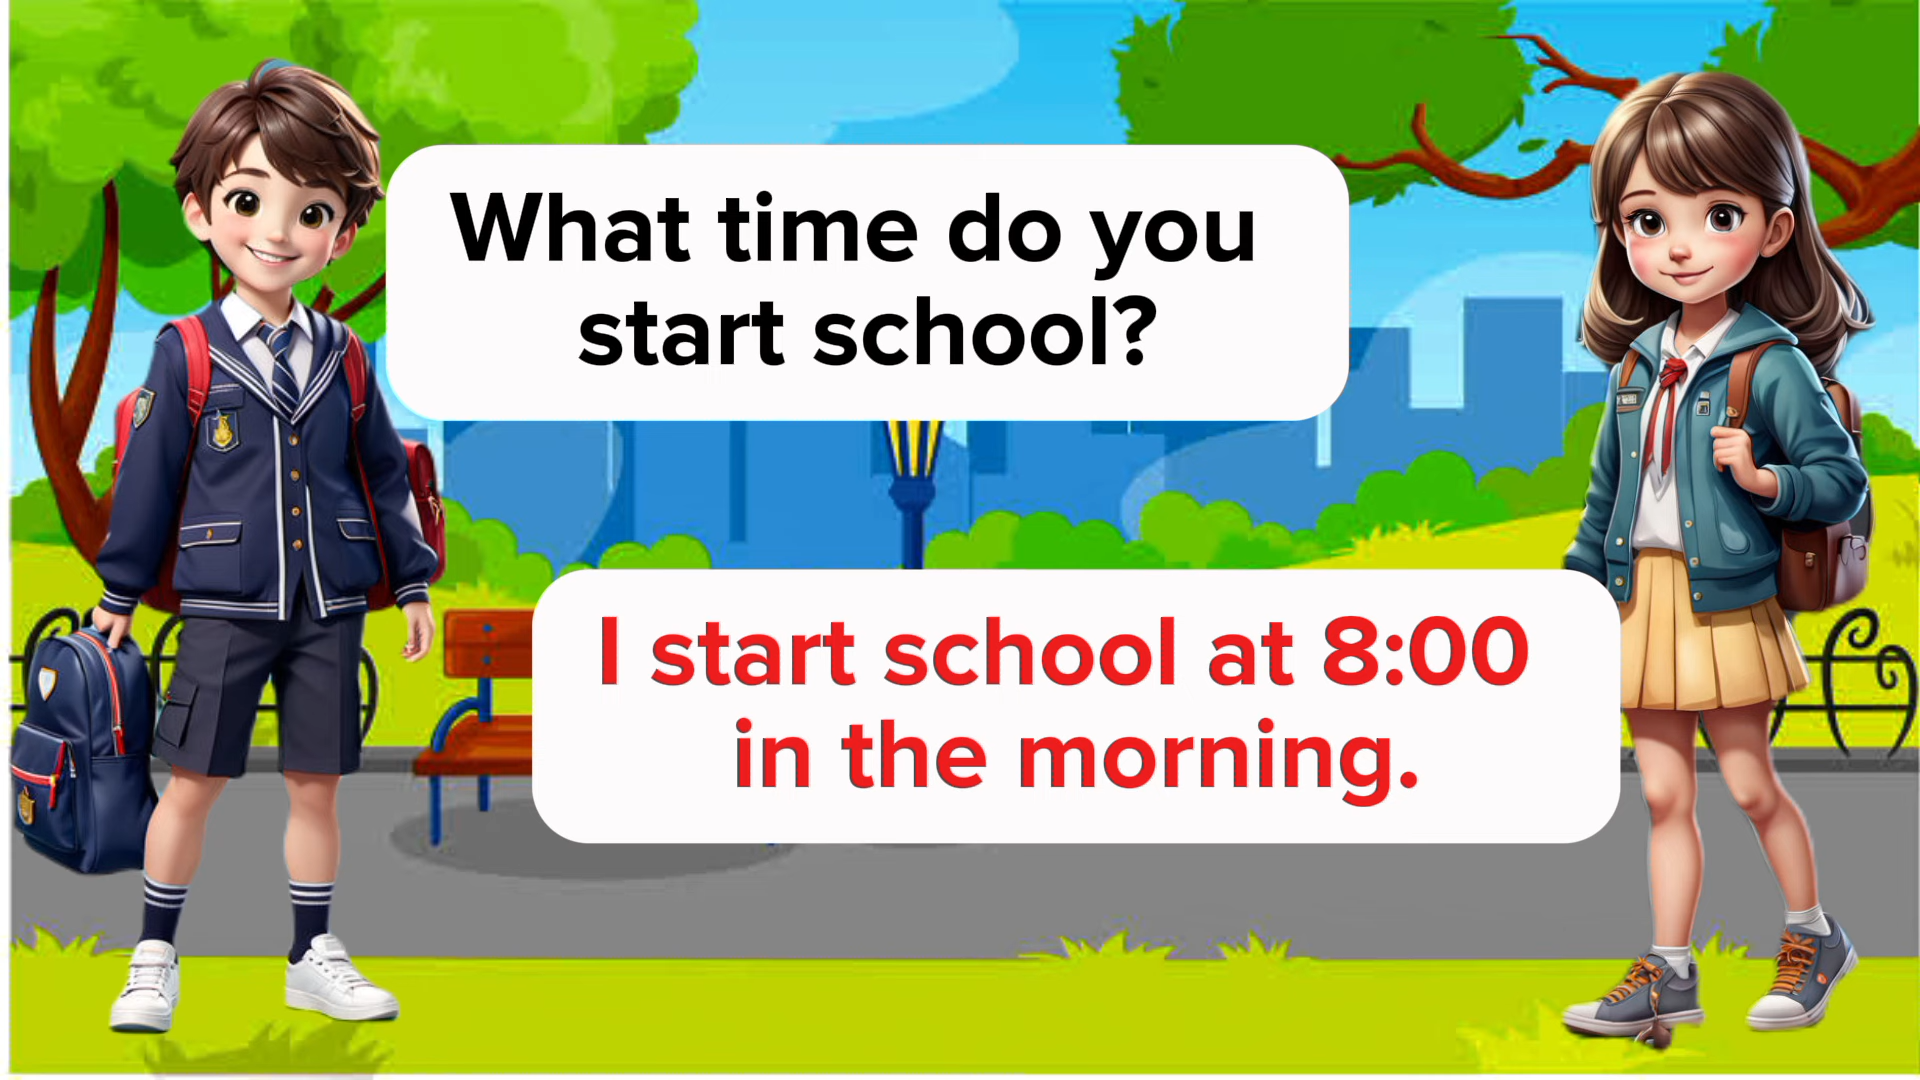 What time do you
start school?
I start school at 8:00
in the morning.